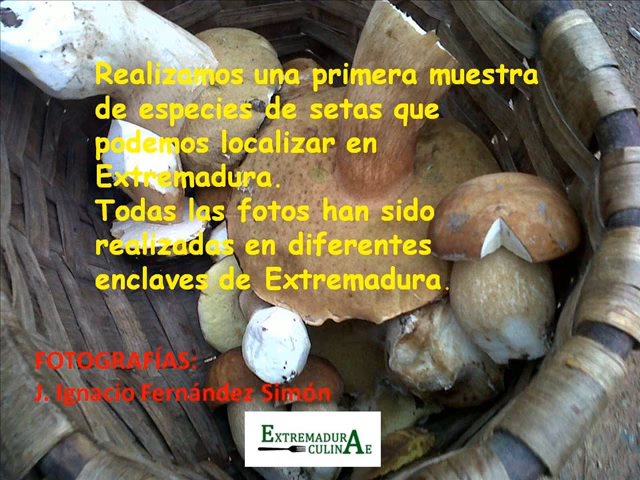 Realizamos una primera muestra
de especies de setas que
podemos localizar en
Extremadura.
Todas las fotos han sido
realizadas en diferentes
enclaves de Extremadura.
FOTOGRAFÍAS:
J. Ignacio Fernández Simón
EXTREMADURA
CULINAE